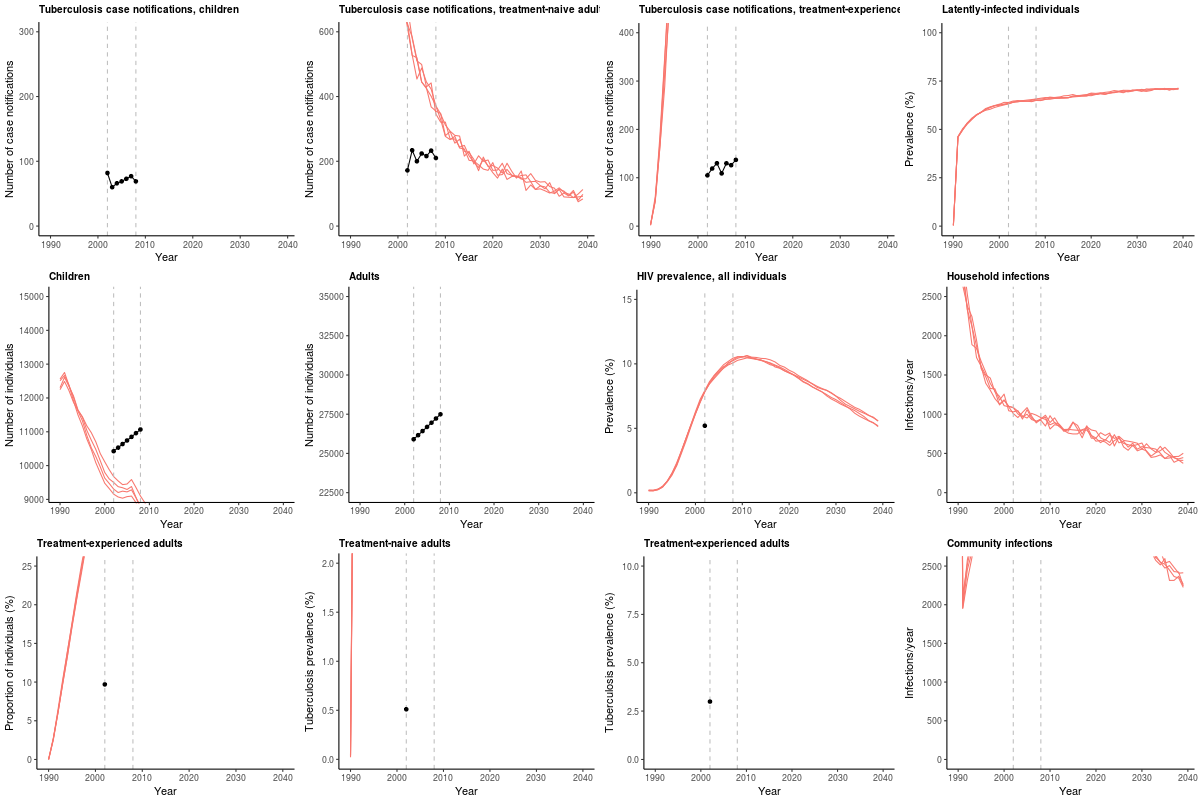 Tuberculosis case notifications, children
Number of case notifications
300
200
100
0
1990 2000 2010 2020 2030 2040
Year
Tuberculosis case notifications, treatment-naive adult
Number of case notifications
600
400
200
0
1990 2000 2010 2020 2030 2040
Year
Tuberculosis case notifications, treatment-experience
Number of case notifications
400
300
200
100
0
1990 2000 2010 2020 2030 2040
Year
Latently-infected individuals
Prevalence (%)
100
75
50
25
0
1990 2000 2010 2020 2030 2040
Year
Children
Number of individuals
15000
14000
13000
12000
11000
10000
9000
1990 2000 2010 2020 2030 2040
Year
Adults
Number of individuals
35000
32500
30000
27500
25000
22500
1990 2000 2010 2020 2030 2040
Year
HIV prevalence, all individuals
Prevalence (%)
15
10
5
0
1990 2000 2010 2020 2030 2040
Year
Household infections
Infections/year
2500
2000
1500
1000
500
0
1990 2000 2010 2020 2030 2040
Year
Treatment-experienced adults
Proportion of individuals (%)
25
20
15
10
5
0
1990 2000 2010 2020 2030 2040
Year
Treatment-naive adults
Tuberculosis prevalence (%)
2.0
1.5
1.0
0.5
0.0
1990 2000 2010 2020 2030 2040
Year
Treatment-experienced adults
Tuberculosis prevalence (%)
10.0
7.5
5.0
2.5
0.0
1990 2000 2010 2020 2030 2040
Year
Community infections
Infections/year
2500
2000
1500
1000
500
0
1990 2000 2010 2020 2030 2040
Year